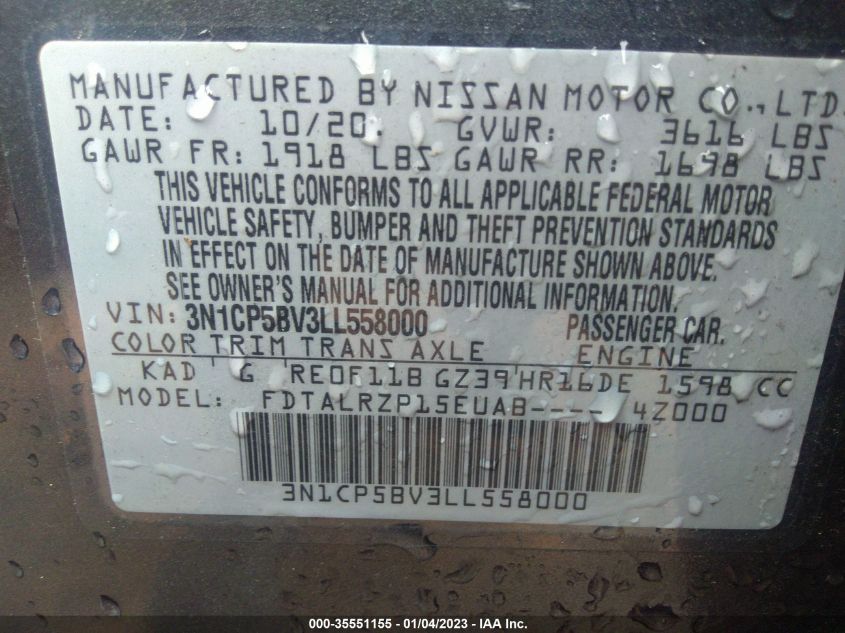 MANUFACTURED BY NISSAN MOTOR CO., LTD.
DATE: 10/20. GVWR: 3616 LBS
GAWR FR: 1918 LBS GAWR RR: 1698 LBS
THIS VEHICLE CONFORMS TO ALL APPLICABLE FEDERAL MOTOR
VEHICLE SAFETY, BUMPER AND THEFT PREVENTION STANDARDS
IN EFFECT ON THE DATE OF MANUFACTURE SHOWN ABOVE.
SEE OWNER'S MANUAL FOR ADDITIONAL INFORMATION.
VIN: 3N1CP5BV3LL558000 PASSENGER CAR.
COLOR TRIM TRANS AXLE ENGINE
KAD G RE0F11B GZ39 HR16DE 1598 CC
MODEL: FDTALRZP15EUAB---- 4Z000
3N1CP5BV3LL558000
000-35551155 - 01/04/2023 - IAA Inc.